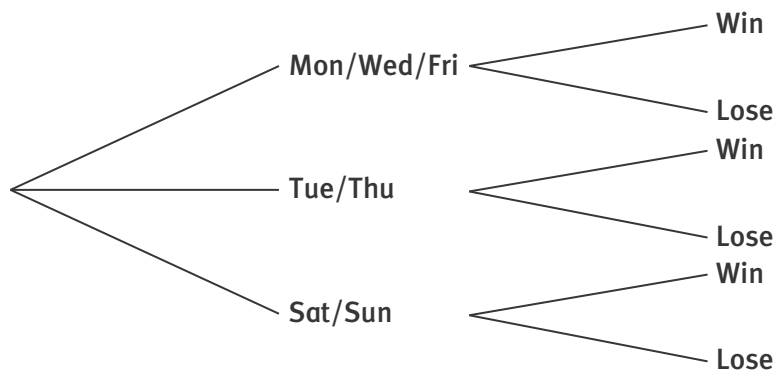 Win
Mon/Wed/Fri
Lose
Win
Tue/Thu
Lose
Win
Sat/Sun
Lose